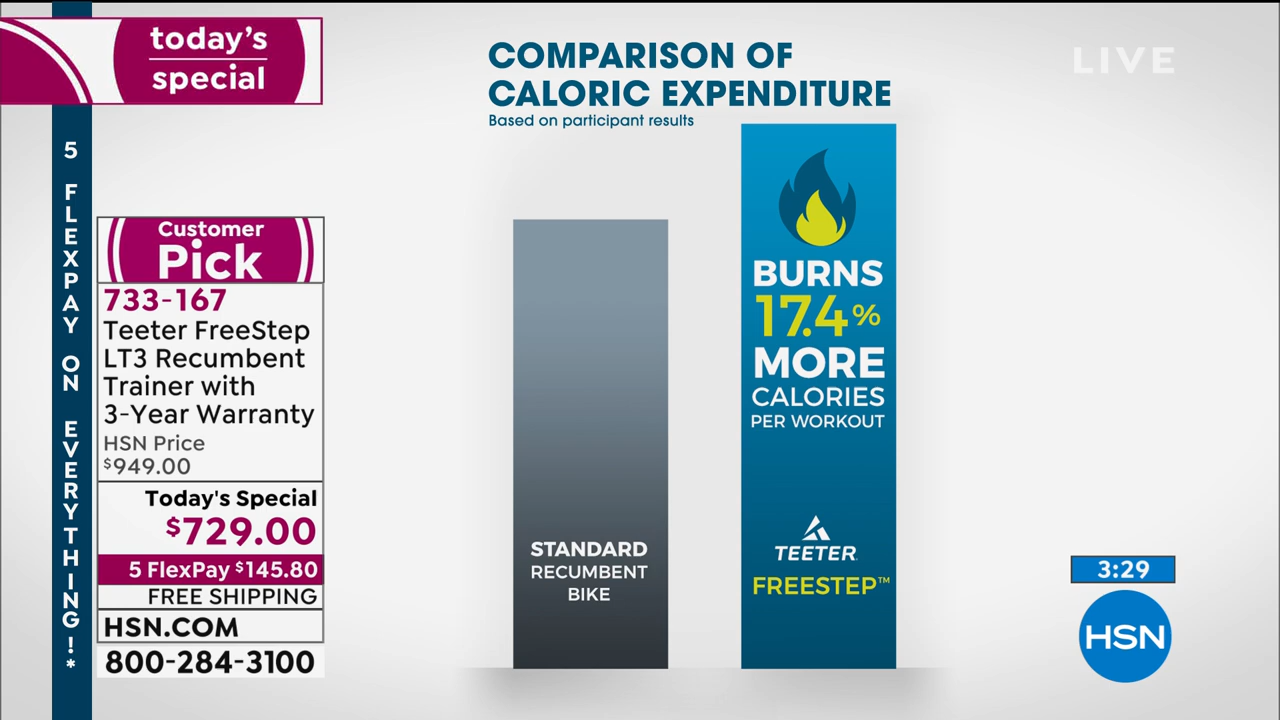 today's
special
COMPARISON OF
CALORIC EXPENDITURE
Based on participant results
LIVE
5 FLEXPAY ON EVERYTHING!*
Customer
Pick
733-167
Teeter FreeStep
LT3 Recumbent
Trainer with
3-Year Warranty
HSN Price
$949.00
Today's Special
$729.00
5 FlexPay $145.80
FREE SHIPPING
HSN.COM
800-284-3100
STANDARD
RECUMBENT
BIKE
BURNS
17.4%
MORE
CALORIES
PER WORKOUT
TEETER
FREESTEP™
3:29
HSN